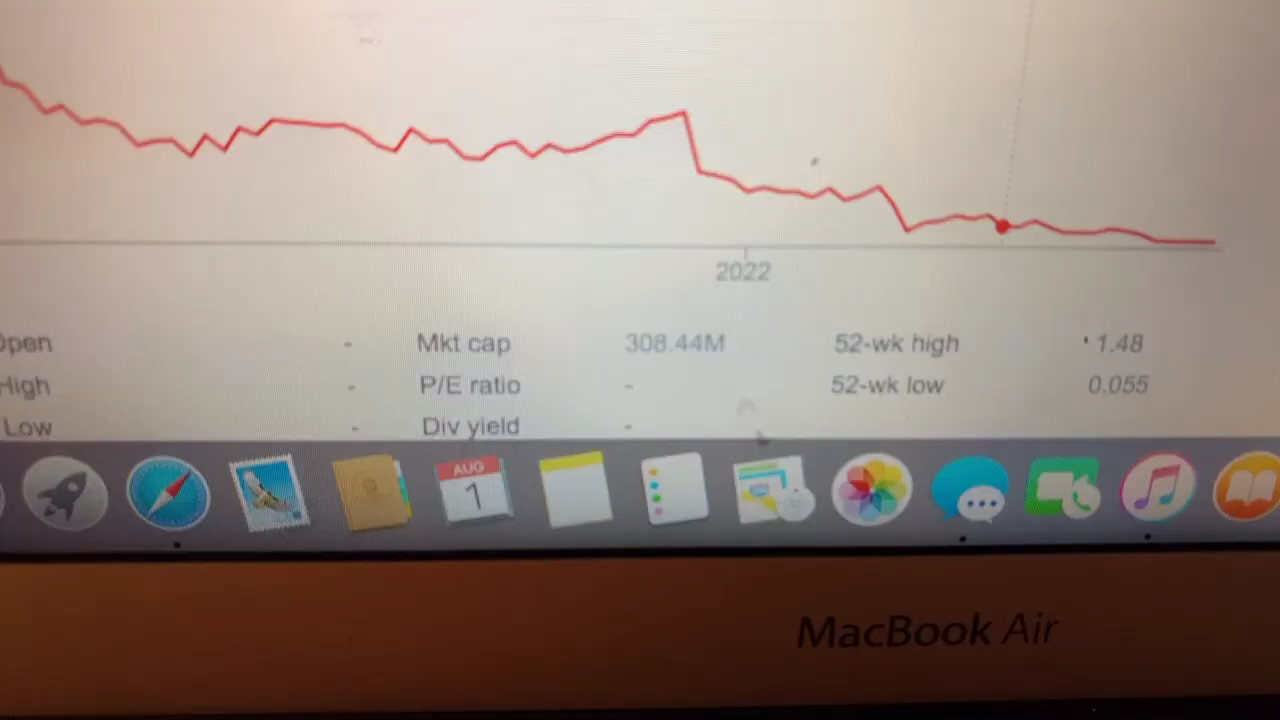 2022
Open - Mkt cap 308.44M 52-wk high 1.48
High - P/E ratio - 52-wk low 0.055
Low - Div yield -
AUG
1
MacBook Air